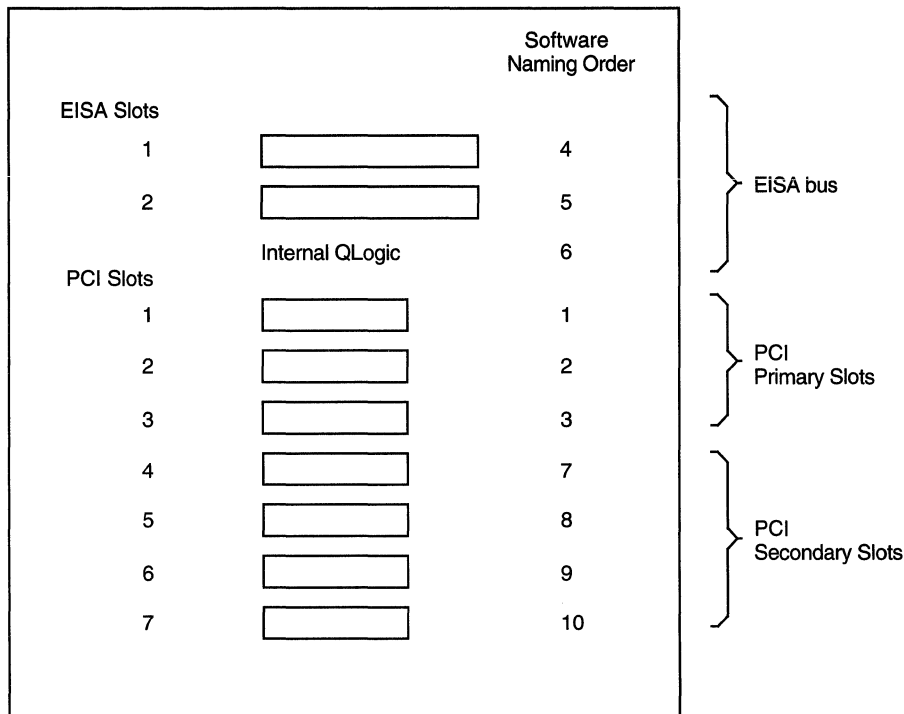 Software
Naming Order
EISA Slots
1 4
2 5
EISA bus
Internal QLogic 6
PCI Slots
1 1
2 2
3 3
PCI
Primary Slots
4 7
5 8
6 9
7 10
PCI
Secondary Slots